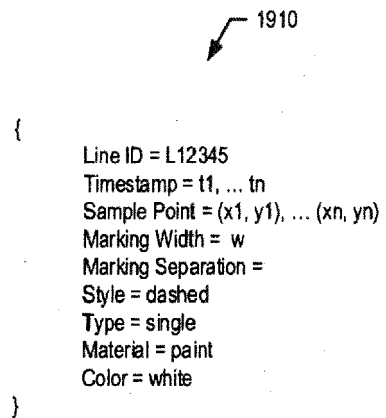 1910
{
Line ID = L12345
Timestamp = t1, ... tn
Sample Point = (x1, y1), ... (xn, yn)
Marking Width = w
Marking Separation =
Style = dashed
Type = single
Material = paint
Color = white
}